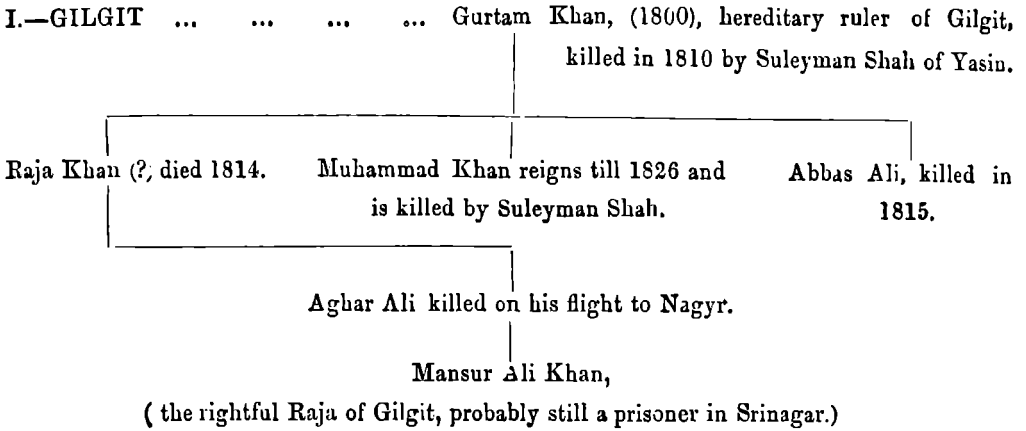 I.—GILGIT ... ... ... ... Gurtam Khan, (1800), hereditary ruler of Gilgit,
killed in 1810 by Suleyman Shah of Yasin.
Raja Khan (?; died 1814. Muhammad Khan reigns till 1826 and Abbas Ali, killed in
is killed by Suleyman Shah. 1815.
Aghar Ali killed on his flight to Nagyr.
Mansur Ali Khan,
( the rightful Raja of Gilgit, probably still a prisoner in Srinagar.)